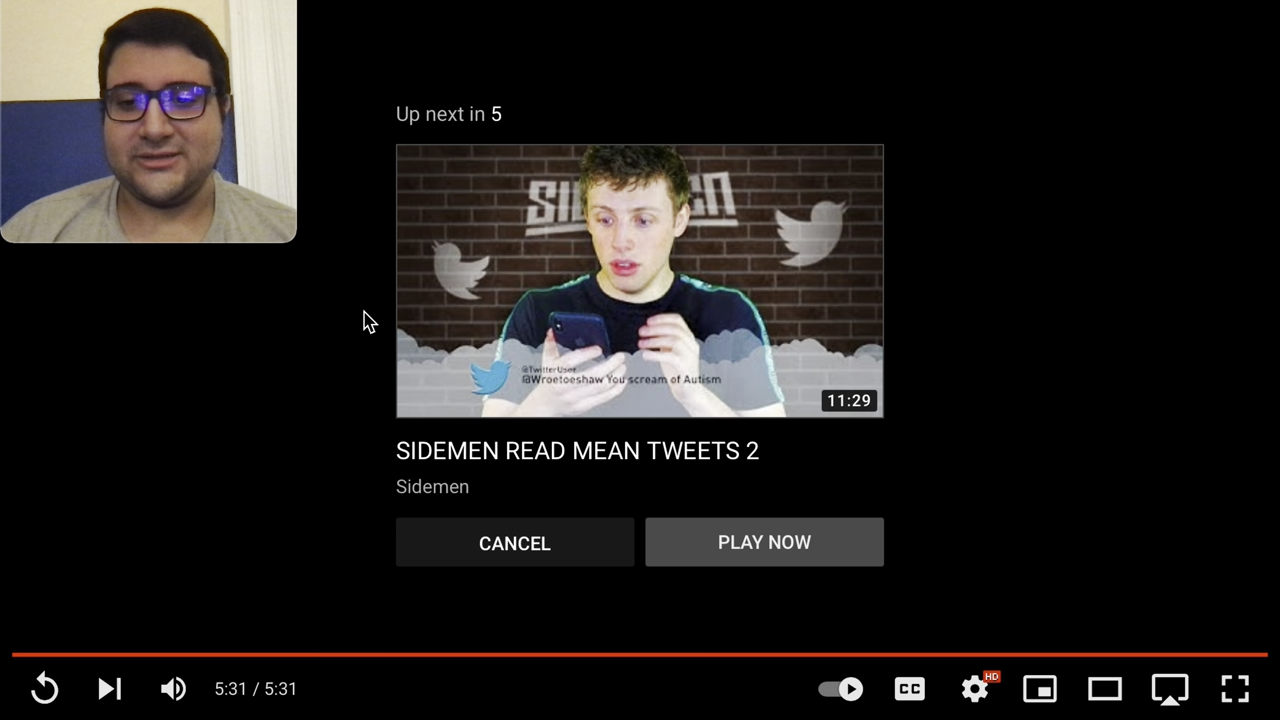 Up next in 5
SIDEMEN
@TwitterUser
@Wroetoeshaw You scream of Autism
11:29
SIDEMEN READ MEAN TWEETS 2
Sidemen
CANCEL
PLAY NOW
5:31 / 5:31
CC
HD